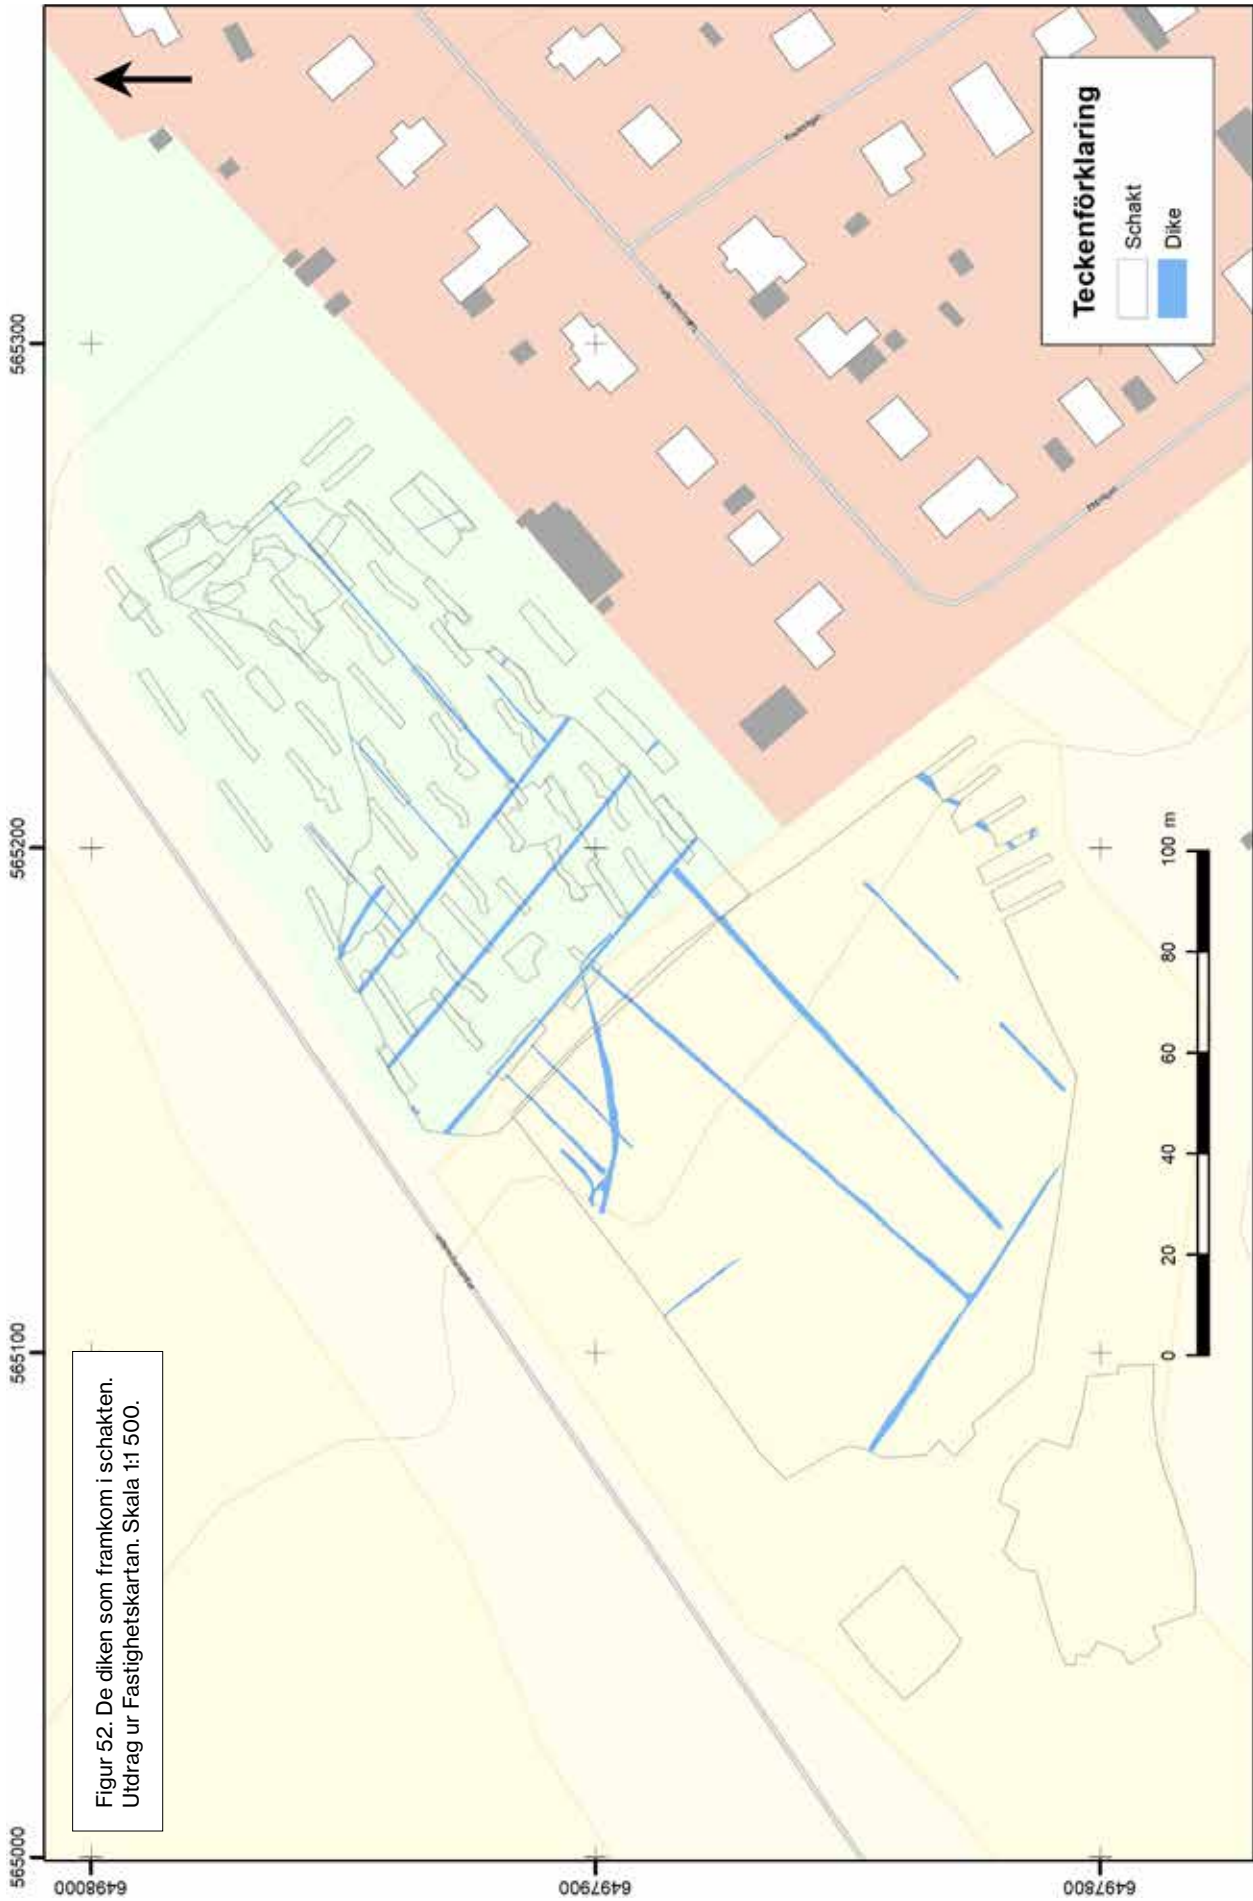 Figur 52. De diken som framkom i schakten.
Utdrag ur Fastighetskartan. Skala 1:1 500.
565000
565100
565200
565300
6498000
6497900
6497800
Teckenförklaring
Schakt
Dike
0 20 40 60 80 100 m